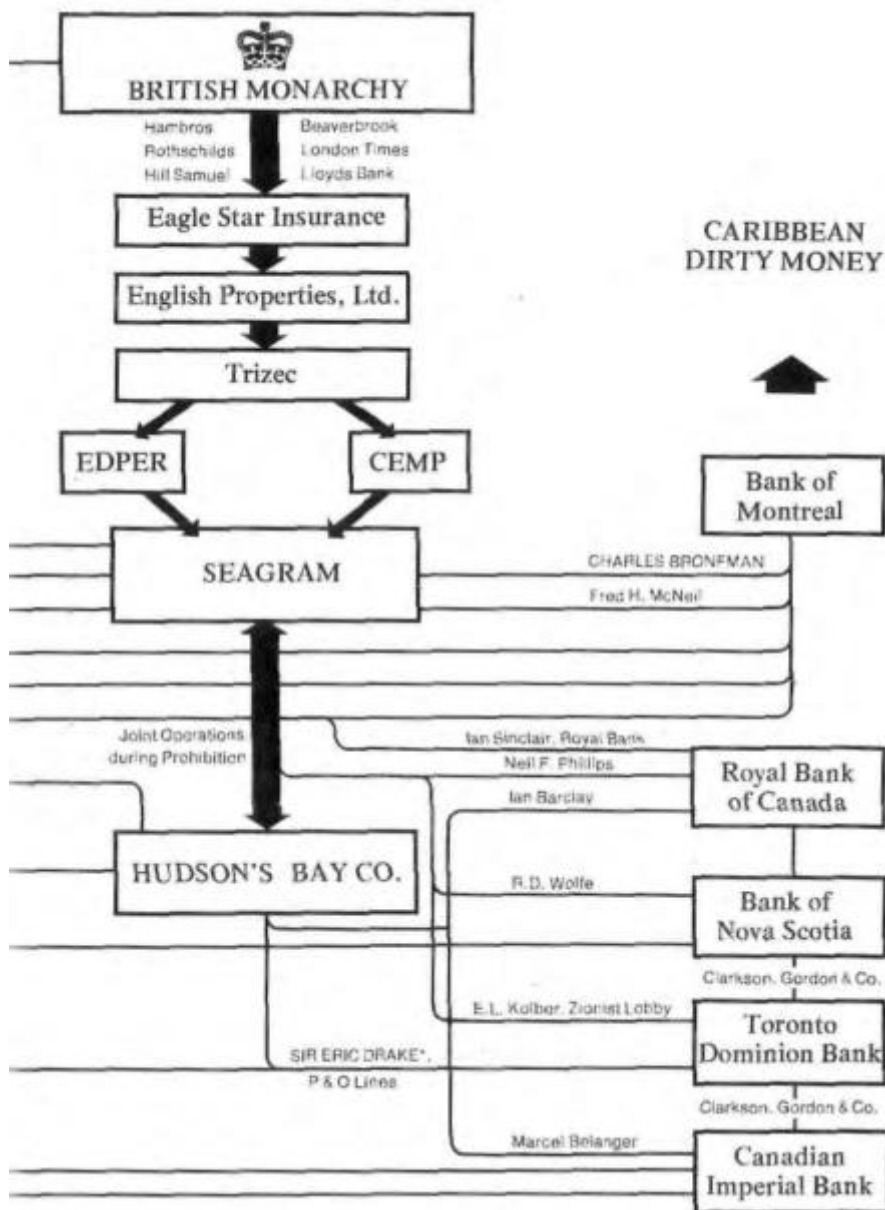 BRITISH MONARCHY
Hambros
Rothschilds
Hill Samuel
Beaverbrook
London Times
Lloyds Bank
Eagle Star Insurance
English Properties, Ltd.
Trizec
EDPER
CEMP
SEAGRAM
CARIBBEAN
DIRTY MONEY
Bank of
Montreal
CHARLES BRONFMAN
Fred H. McNeil
Joint Operations
during Prohibition
Ian Sinclair, Royal Bank
Neil F. Phillips
Ian Barclay
Royal Bank
of Canada
HUDSON'S BAY CO.
R.D. Wolfe
Bank of
Nova Scotia
Clarkson, Gordon & Co.
E.L. Kolber, Zionist Lobby
Toronto
Dominion Bank
SIR ERIC DRAKE*,
P & O Lines
Clarkson, Gordon & Co.
Marcel Belanger
Canadian
Imperial Bank